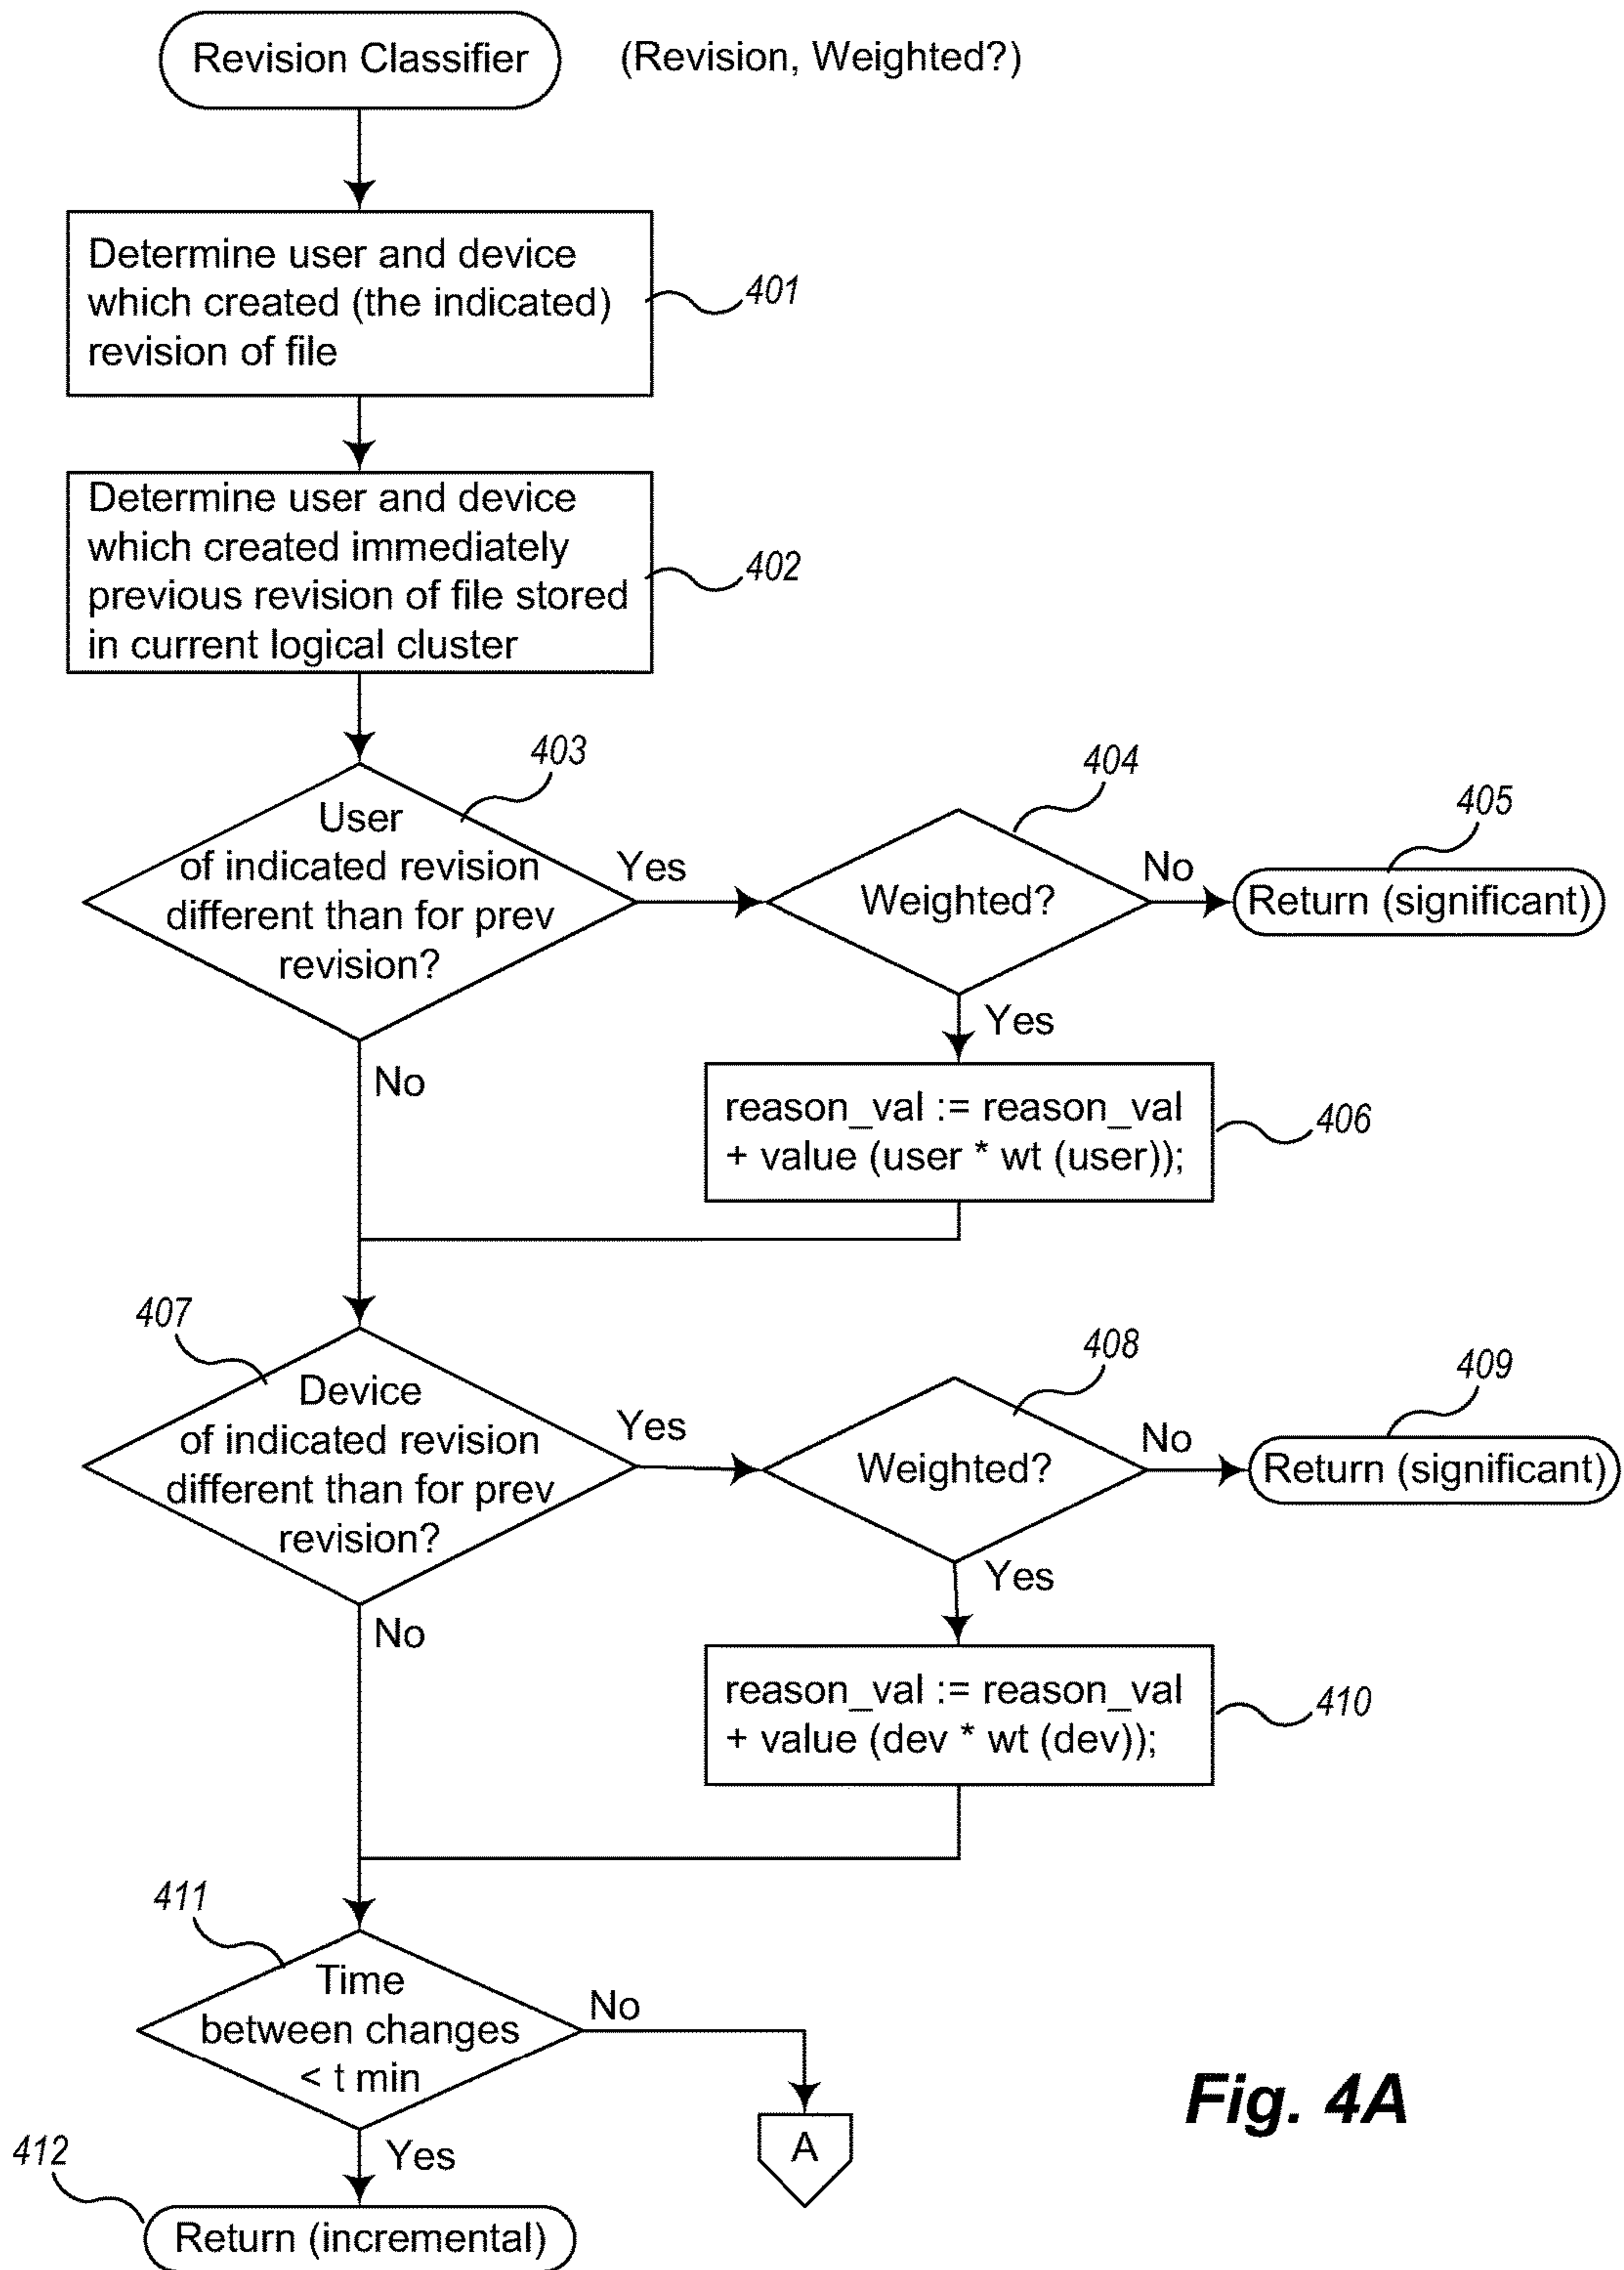 Revision Classifier
(Revision, Weighted?)
Determine user and device
which created (the indicated)
revision of file
401
Determine user and device
which created immediately
previous revision of file stored
in current logical cluster
402
403
User
of indicated revision
different than for prev
revision?
Yes
No
404
Weighted?
No
Yes
405
Return (significant)
reason_val := reason_val
+ value (user * wt (user));
406
407
Device
of indicated revision
different than for prev
revision?
Yes
No
408
Weighted?
No
Yes
409
Return (significant)
reason_val := reason_val
+ value (dev * wt (dev));
410
411
Time
between changes
< t min
No
Yes
A
412
Return (incremental)
Fig. 4A